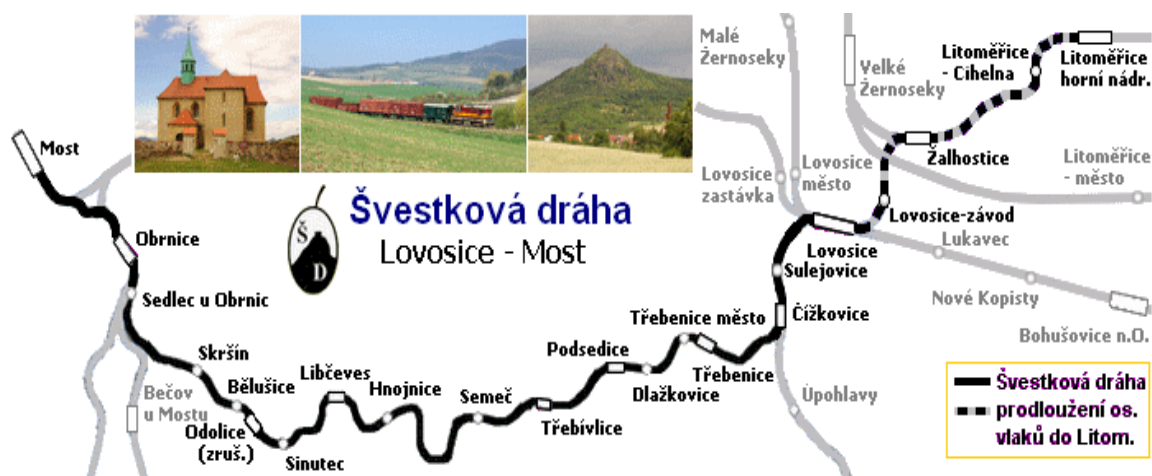 Švestková dráha
Lovosice - Most
Š
D
Most
Obrnice
Sedlec u Obrnic
Skršín
Bělušice
Bečov
u Mostu
Odolice
(zruš.)
Sinutec
Libčeves
Hnojnice
Semeč
Třebívlice
Podsedice
Dlažkovice
Třebenice město
Třebenice
Čížkovice
Sulejovice
Lovosice
Úpohlavy
Lovosice-závod
Žalhostice
Litoměřice
- Cihelna
Litoměřice
horní nádr.
Malé
Žernoseky
Velké
Žernoseky
Lovosice
zastávka
Lovosice
město
Litoměřice
- město
Lukavec
Nové Kopisty
Bohušovice n.O.
Švestková dráha
prodloužení os.
vlaků do Litom.